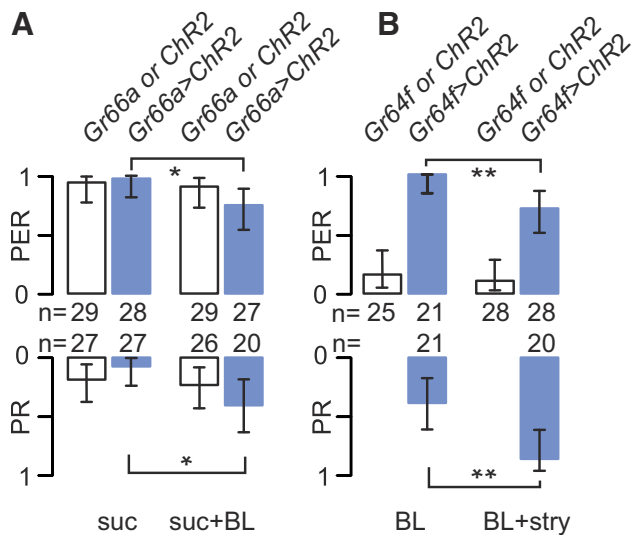 A
B
Gr66a or ChR2
Gr66a>ChR2
Gr66a or ChR2
Gr66a>ChR2
Gr64f or ChR2
Gr64f>ChR2
Gr64f or ChR2
Gr64f>ChR2
1 * 1 **
PER PER
0 0
n= 29 28 29 27 25 21 28 28
n= 27 27 26 20 21 20
0 0
PR PR
1 * 1 **
suc suc+BL BL BL+stry